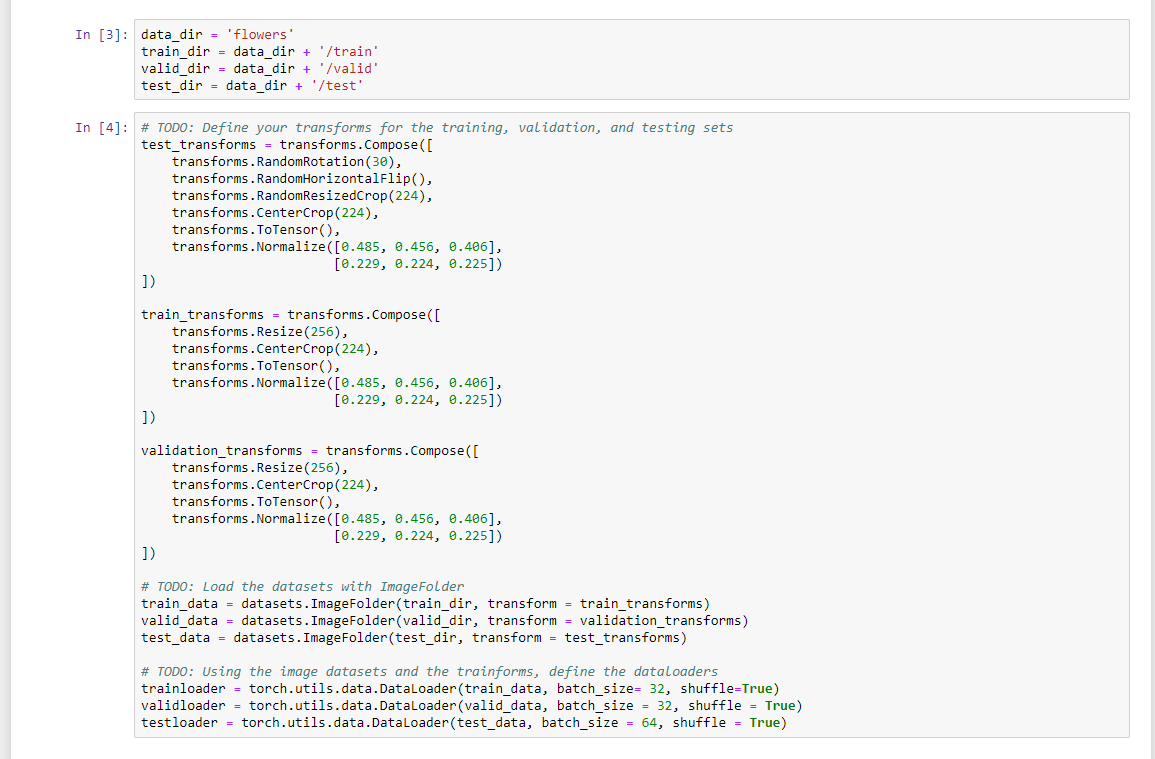 In [3]: data_dir = 'flowers'
train_dir = data_dir + '/train'
valid_dir = data_dir + '/valid'
test_dir = data_dir + '/test'
In [4]: # TODO: Define your transforms for the training, validation, and testing sets
test_transforms = transforms.Compose([
    transforms.RandomRotation(30),
    transforms.RandomHorizontalFlip(),
    transforms.RandomResizedCrop(224),
    transforms.CenterCrop(224),
    transforms.ToTensor(),
    transforms.Normalize([0.485, 0.456, 0.406],
                         [0.229, 0.224, 0.225])
])
train_transforms = transforms.Compose([
    transforms.Resize(256),
    transforms.CenterCrop(224),
    transforms.ToTensor(),
    transforms.Normalize([0.485, 0.456, 0.406],
                         [0.229, 0.224, 0.225])
])
validation_transforms = transforms.Compose([
    transforms.Resize(256),
    transforms.CenterCrop(224),
    transforms.ToTensor(),
    transforms.Normalize([0.485, 0.456, 0.406],
                         [0.229, 0.224, 0.225])
])
# TODO: Load the datasets with ImageFolder
train_data = datasets.ImageFolder(train_dir, transform = train_transforms)
valid_data = datasets.ImageFolder(valid_dir, transform = validation_transforms)
test_data = datasets.ImageFolder(test_dir, transform = test_transforms)
# TODO: Using the image datasets and the trainforms, define the dataloaders
trainloader = torch.utils.data.DataLoader(train_data, batch_size= 32, shuffle=True)
validloader = torch.utils.data.DataLoader(valid_data, batch_size = 32, shuffle = True)
testloader = torch.utils.data.DataLoader(test_data, batch_size = 64, shuffle = True)